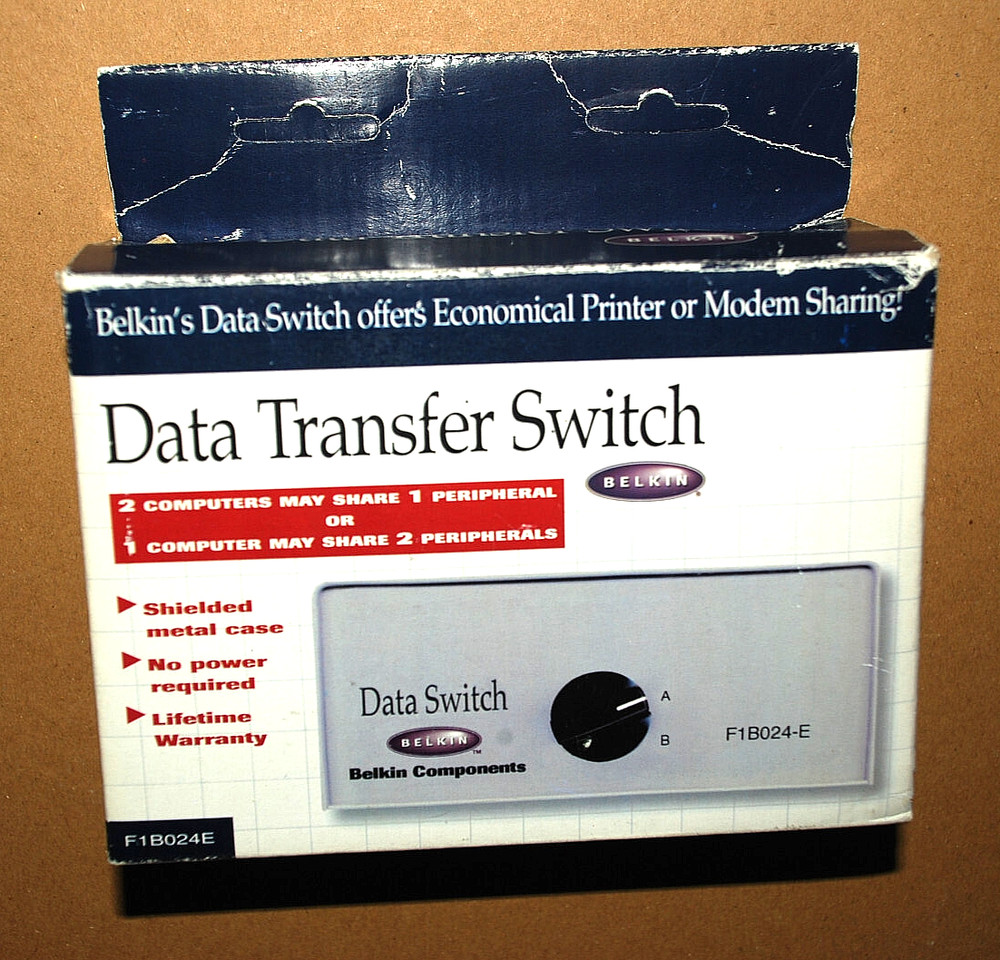 BELKIN
Belkin's Data Switch offers Economical Printer or Modem Sharing!
Data Transfer Switch
BELKIN®
2 COMPUTERS MAY SHARE 1 PERIPHERAL
OR
1 COMPUTER MAY SHARE 2 PERIPHERALS
Shielded
metal case
No power
required
Lifetime
Warranty
Data Switch
BELKIN™
Belkin Components
A
B
F1B024-E
F1B024E